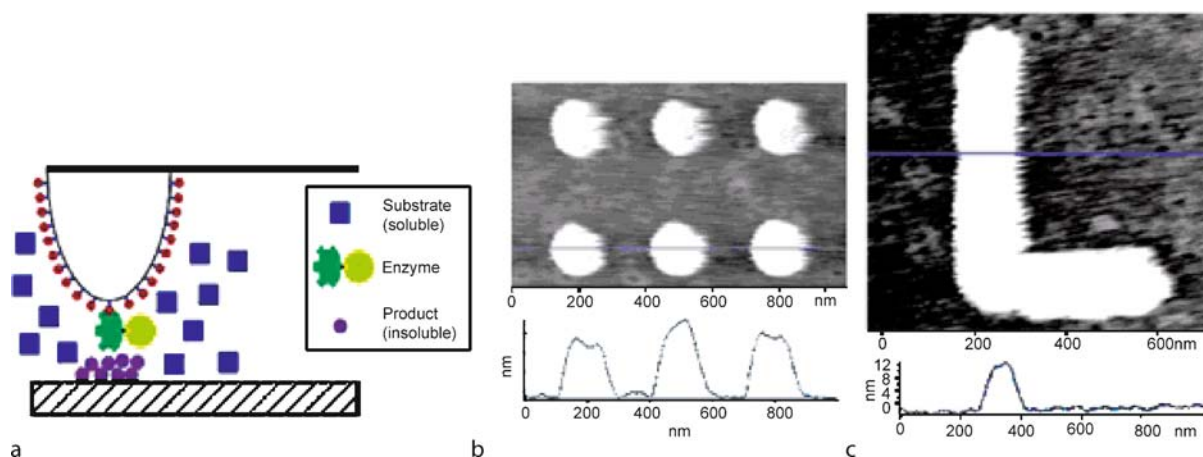 Substrate
(soluble)
Enzyme
Product
(insoluble)
a
0 200 400 600 800 nm
nm
200 400 600 800
nm
b
0 200 400 600nm
12
8
4
0
nm
0 200 400 600 800 nm
c